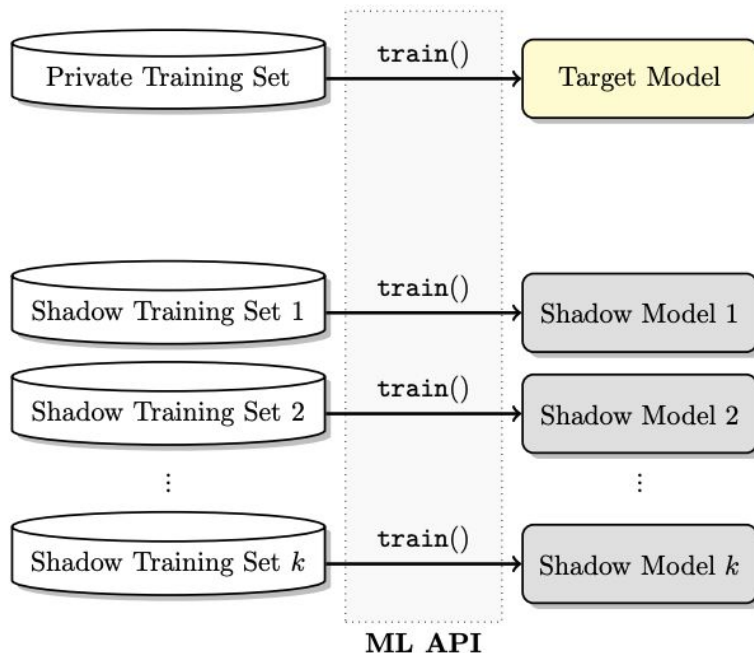 Private Training Set
train()
Target Model
Shadow Training Set 1
train()
Shadow Model 1
Shadow Training Set 2
train()
Shadow Model 2
⋮
⋮
Shadow Training Set k
train()
Shadow Model k
ML API